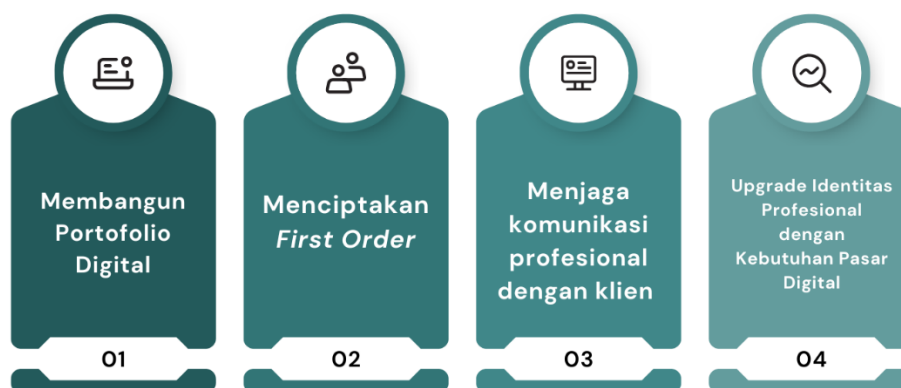 Membangun
Portofolio
Digital
01
Menciptakan
First Order
02
Menjaga
komunikasi
profesional
dengan klien
03
Upgrade Identitas
Profesional
dengan
Kebutuhan Pasar
Digital
04